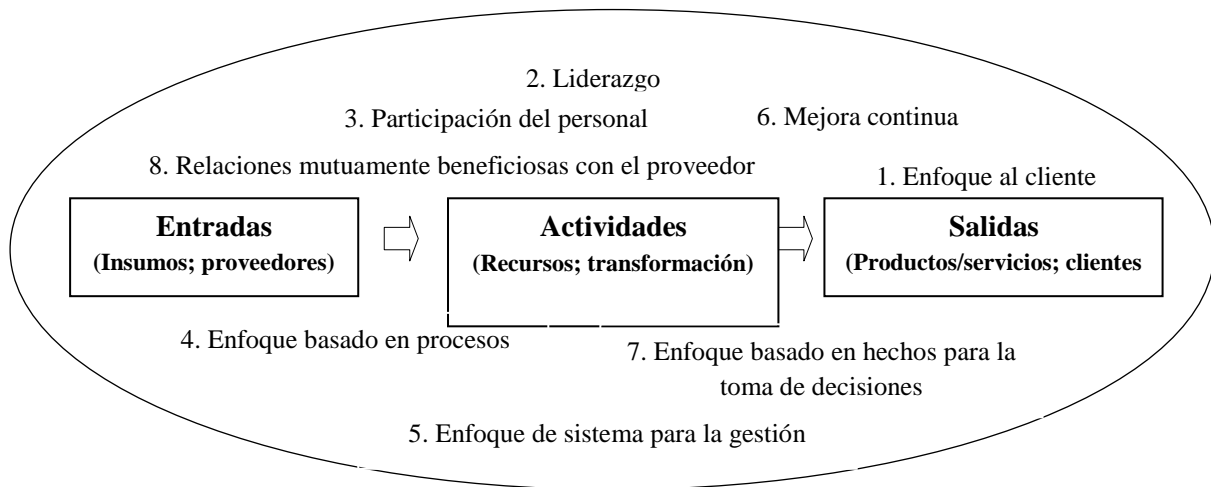 2. Liderazgo
3. Participación del personal
6. Mejora continua
8. Relaciones mutuamente beneficiosas con el proveedor
1. Enfoque al cliente
Entradas
(Insumos; proveedores)
Actividades
(Recursos; transformación)
Salidas
(Productos/servicios; clientes
4. Enfoque basado en procesos
7. Enfoque basado en hechos para la
toma de decisiones
5. Enfoque de sistema para la gestión